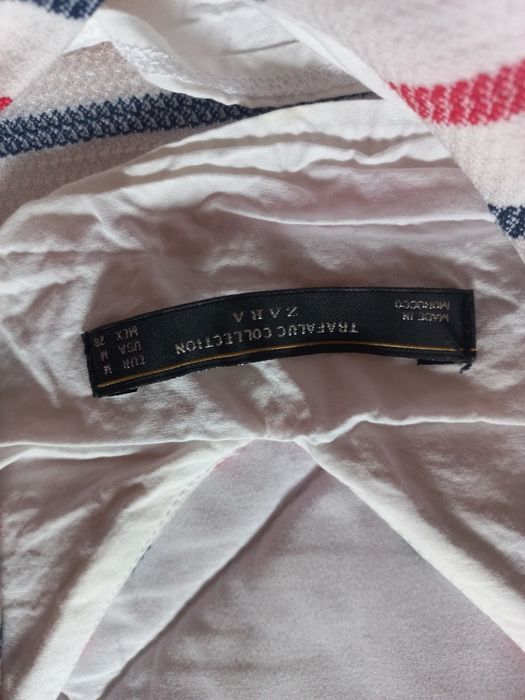 MADE IN
MOROCCO
TRAFALUC COLLECTION
ZARA
EUR M
USA M
MEX 28